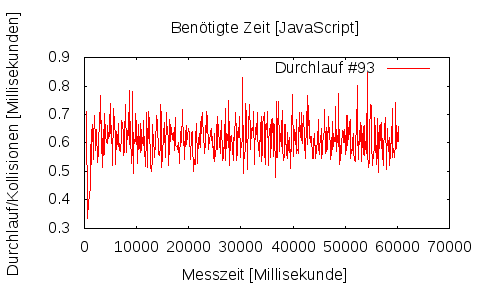 Benötigte Zeit [JavaScript]
Durchlauf/Kollisionen [Millisekunden]
Durchlauf #93
0.9
0.8
0.7
0.6
0.5
0.4
0.3
0 10000 20000 30000 40000 50000 60000 70000
Messzeit [Millisekunde]